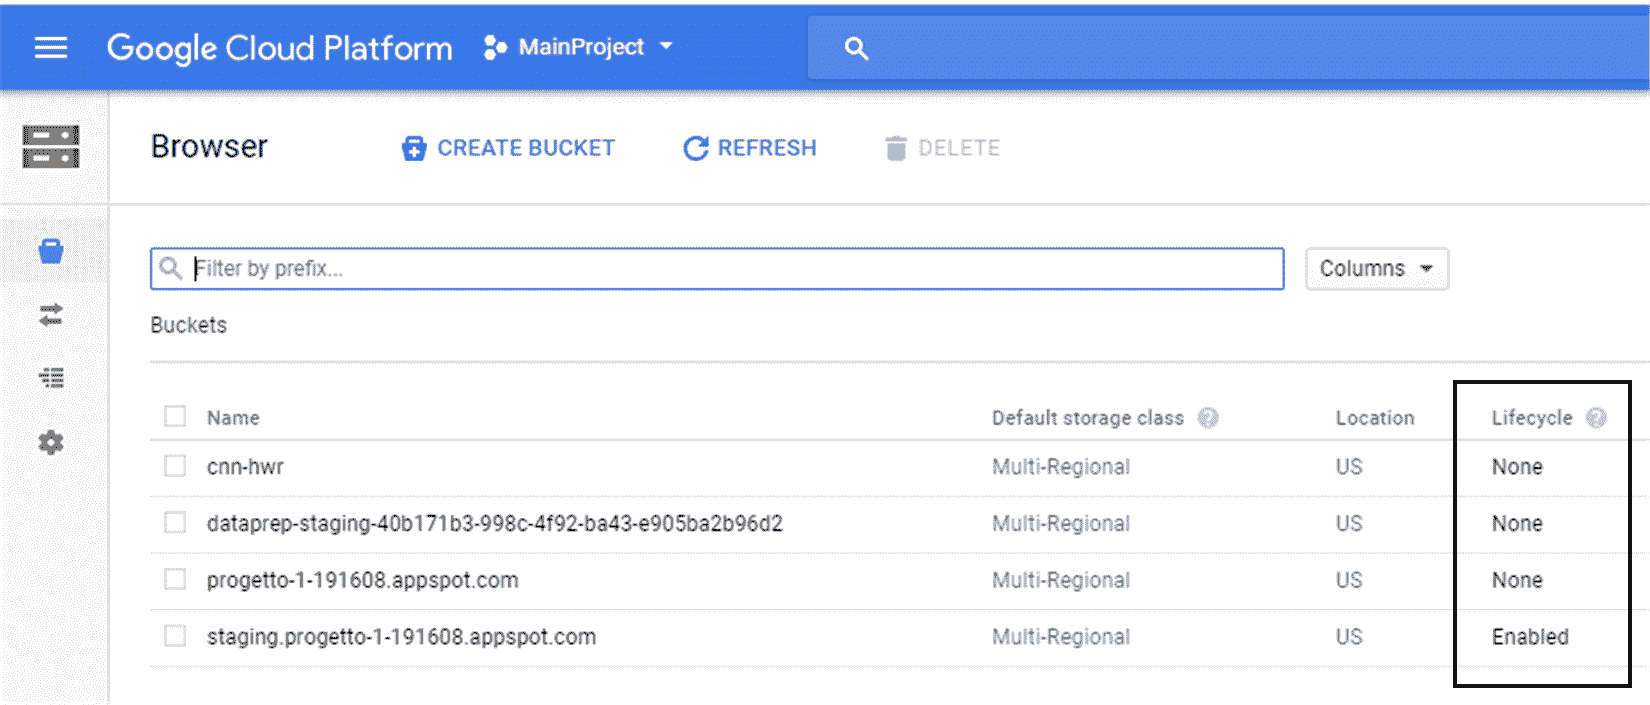 Google Cloud Platform MainProject
Browser CREATE BUCKET REFRESH DELETE
Filter by prefix... Columns
Buckets
Name Default storage class ? Location Lifecycle ?
cnn-hwr Multi-Regional US None
dataprep-staging-40b171b3-998c-4f92-ba43-e905ba2b96d2 Multi-Regional US None
progetto-1-191608.appspot.com Multi-Regional US None
staging.progetto-1-191608.appspot.com Multi-Regional US Enabled